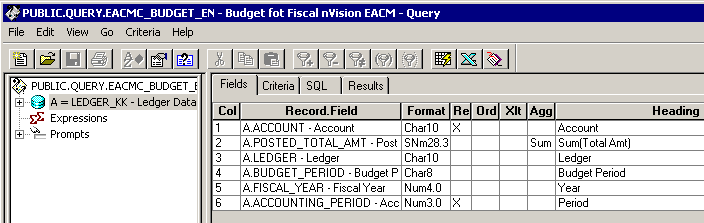 PUBLIC.QUERY.EACMC_BUDGET_EN - Budget fot Fiscal nVision EACM - Query
File Edit View Go Criteria Help
PUBLIC.QUERY.EACMC_BUDGET_E
A = LEDGER_KK - Ledger Data
Expressions
Prompts
Fields Criteria SQL Results
Col Record.Field Format Re Ord Xlt Agg Heading
1 A.ACCOUNT - Account Char10 X Account
2 A.POSTED_TOTAL_AMT - Post SNm28.3 Sum Sum(Total Amt)
3 A.LEDGER - Ledger Char10 Ledger
4 A.BUDGET_PERIOD - Budget P Char8 Budget Period
5 A.FISCAL_YEAR - Fiscal Year Num4.0 Year
6 A.ACCOUNTING_PERIOD - Acc Num3.0 X Period